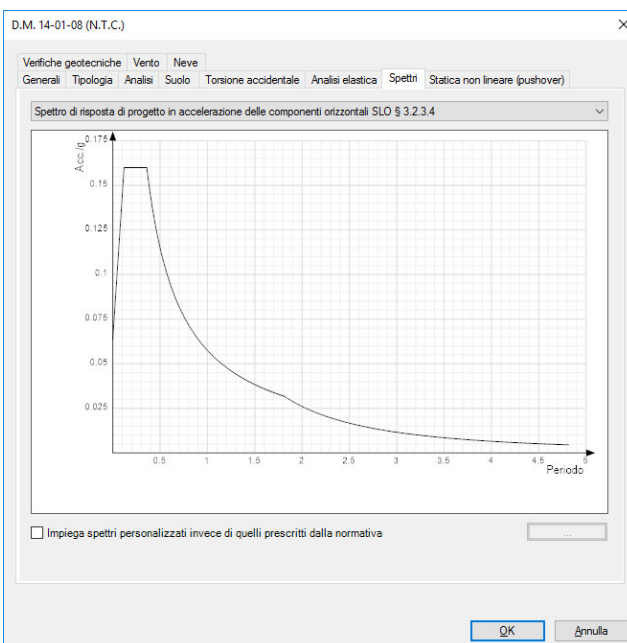 D.M. 14-01-08 (N.T.C.)
Verifiche geotecniche Vento Neve
Generali Tipologia Analisi Suolo Torsione accidentale Analisi elastica Spettri Statica non lineare (pushover)
Spettro di risposta di progetto in accelerazione delle componenti orizzontali SLO § 3.2.3.4
Acc./g
0.175
0.15
0.125
0.1
0.075
0.05
0.025
0.5 1 1.5 2 2.5 3 3.5 4 4.5 5
Periodo
Impiega spettri personalizzati invece di quelli prescritti dalla normativa
...
OK Annulla